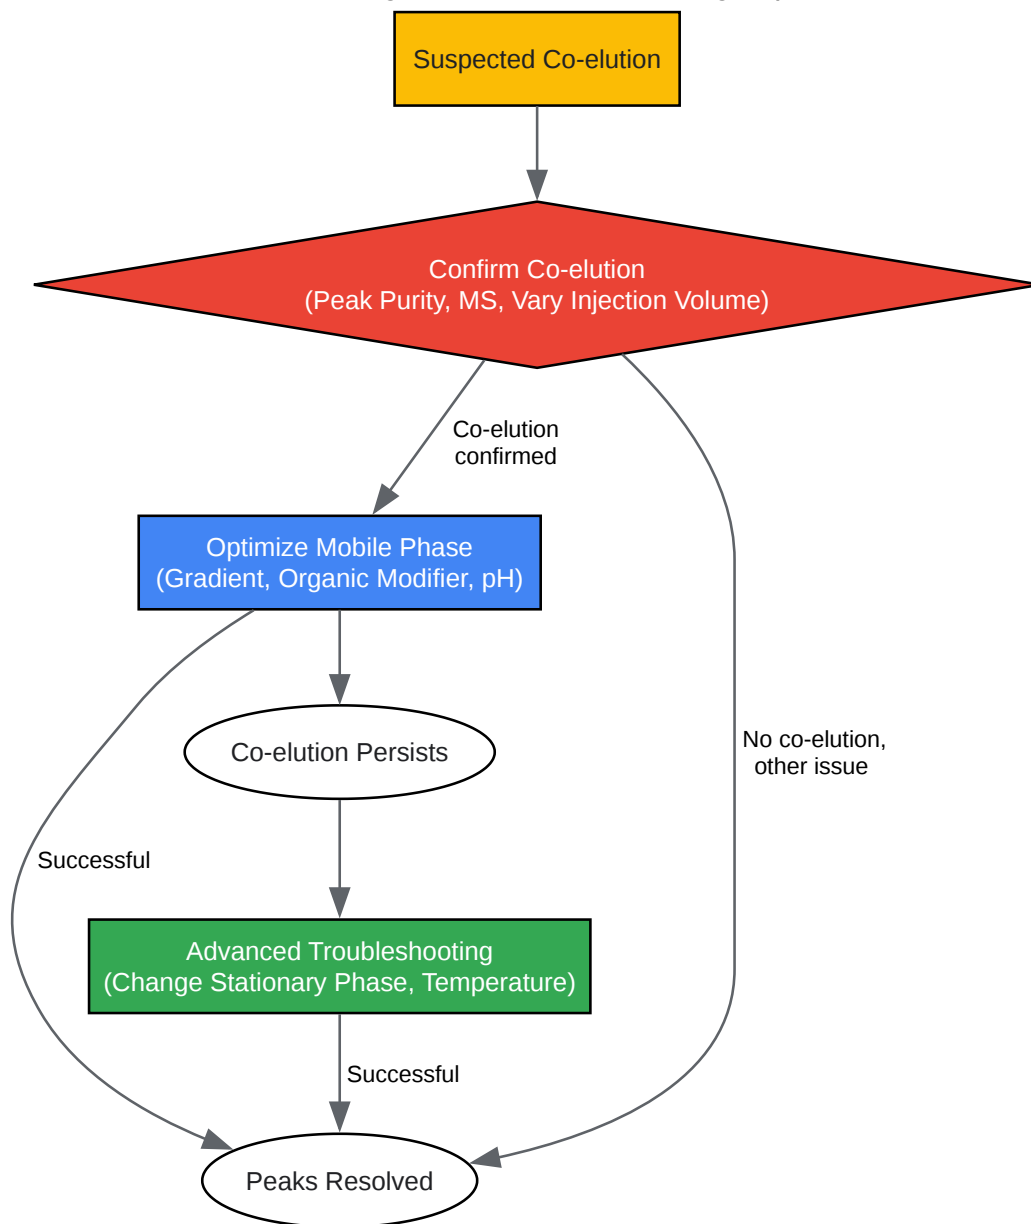 Suspected Co-elution
Confirm Co-elution
(Peak Purity, MS, Vary Injection Volume)
Co-elution
confirmed
Optimize Mobile Phase
(Gradient, Organic Modifier, pH)
Co-elution Persists
No co-elution,
other issue
Successful
Advanced Troubleshooting
(Change Stationary Phase, Temperature)
Successful
Peaks Resolved